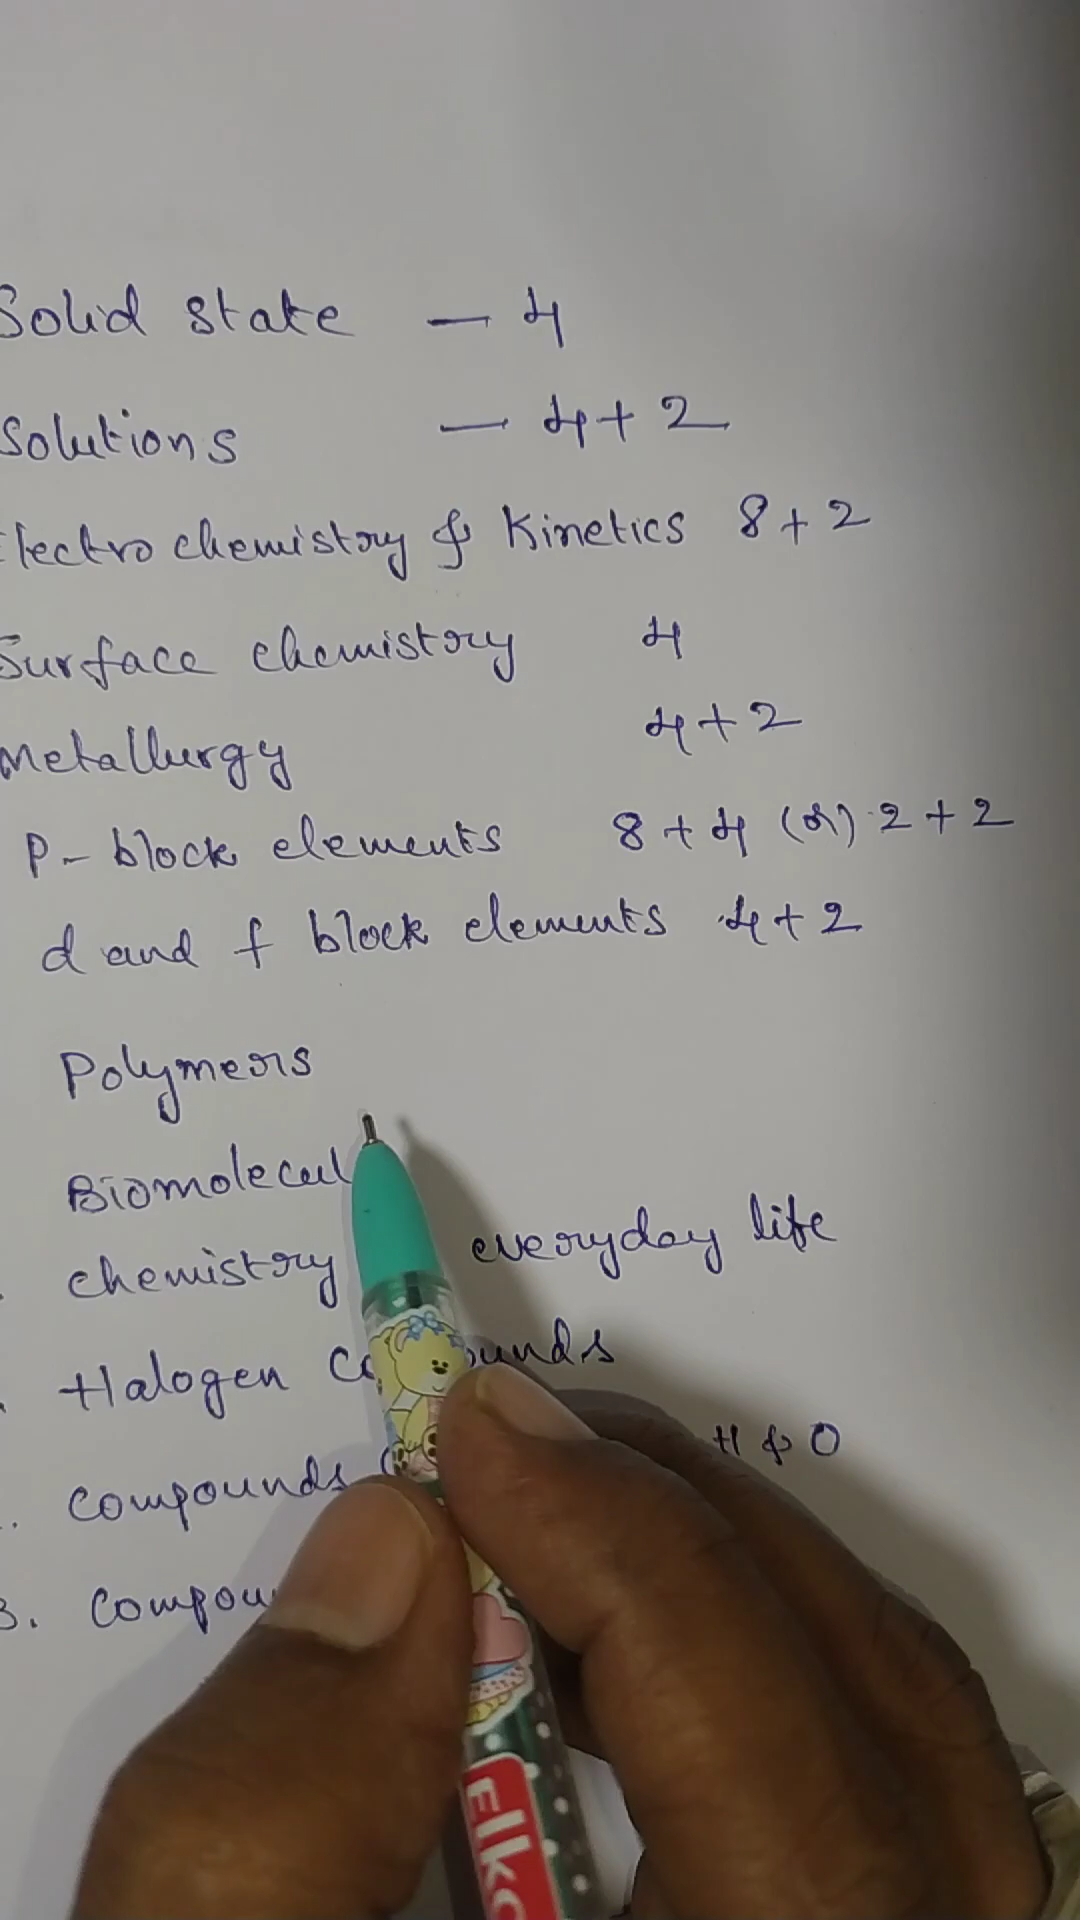 Solid state — 4
Solutions — 4+2
Electro chemistry & Kinetics 8+2
Surface chemistry 4
Metallurgy 4+2
P-block elements 8+4 (or) 2+2
d and f block elements 4+2
Polymers
Biomolecul
chemistry everyday life
Halogen Co ounds
compounds C H & O
3. compou
Elko